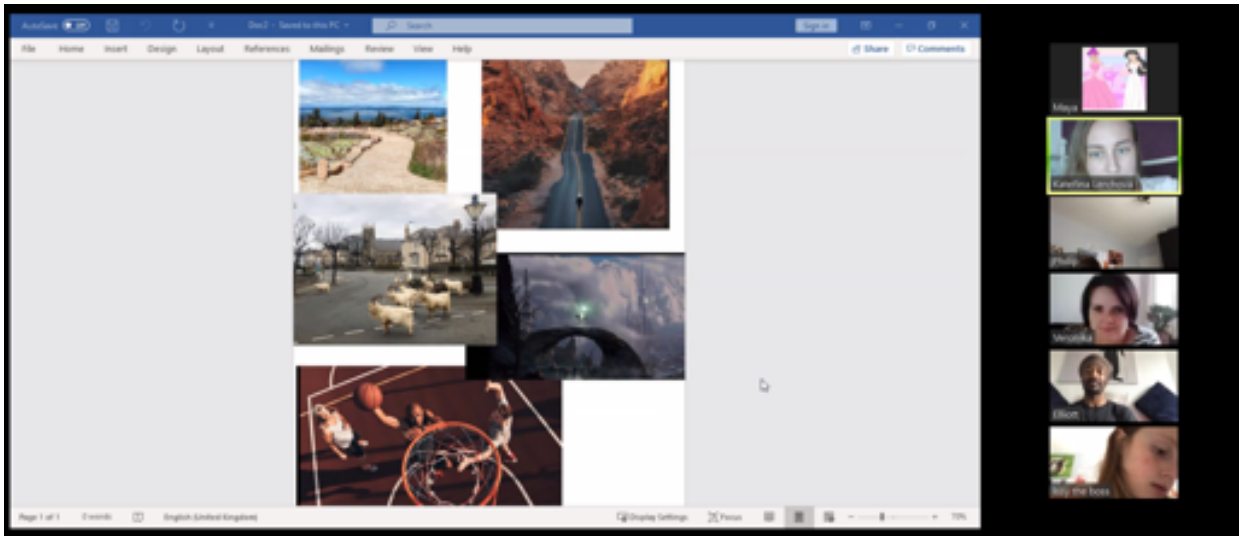 AutoSave Off Doc2 - Saved to this PC Search Sign in
File Home Insert Design Layout References Mailings Review View Help Share Comments
Maya
Veronika
Elliott
the boss
Page 1 of 1 0 words English (United Kingdom) Display Settings Focus 70%